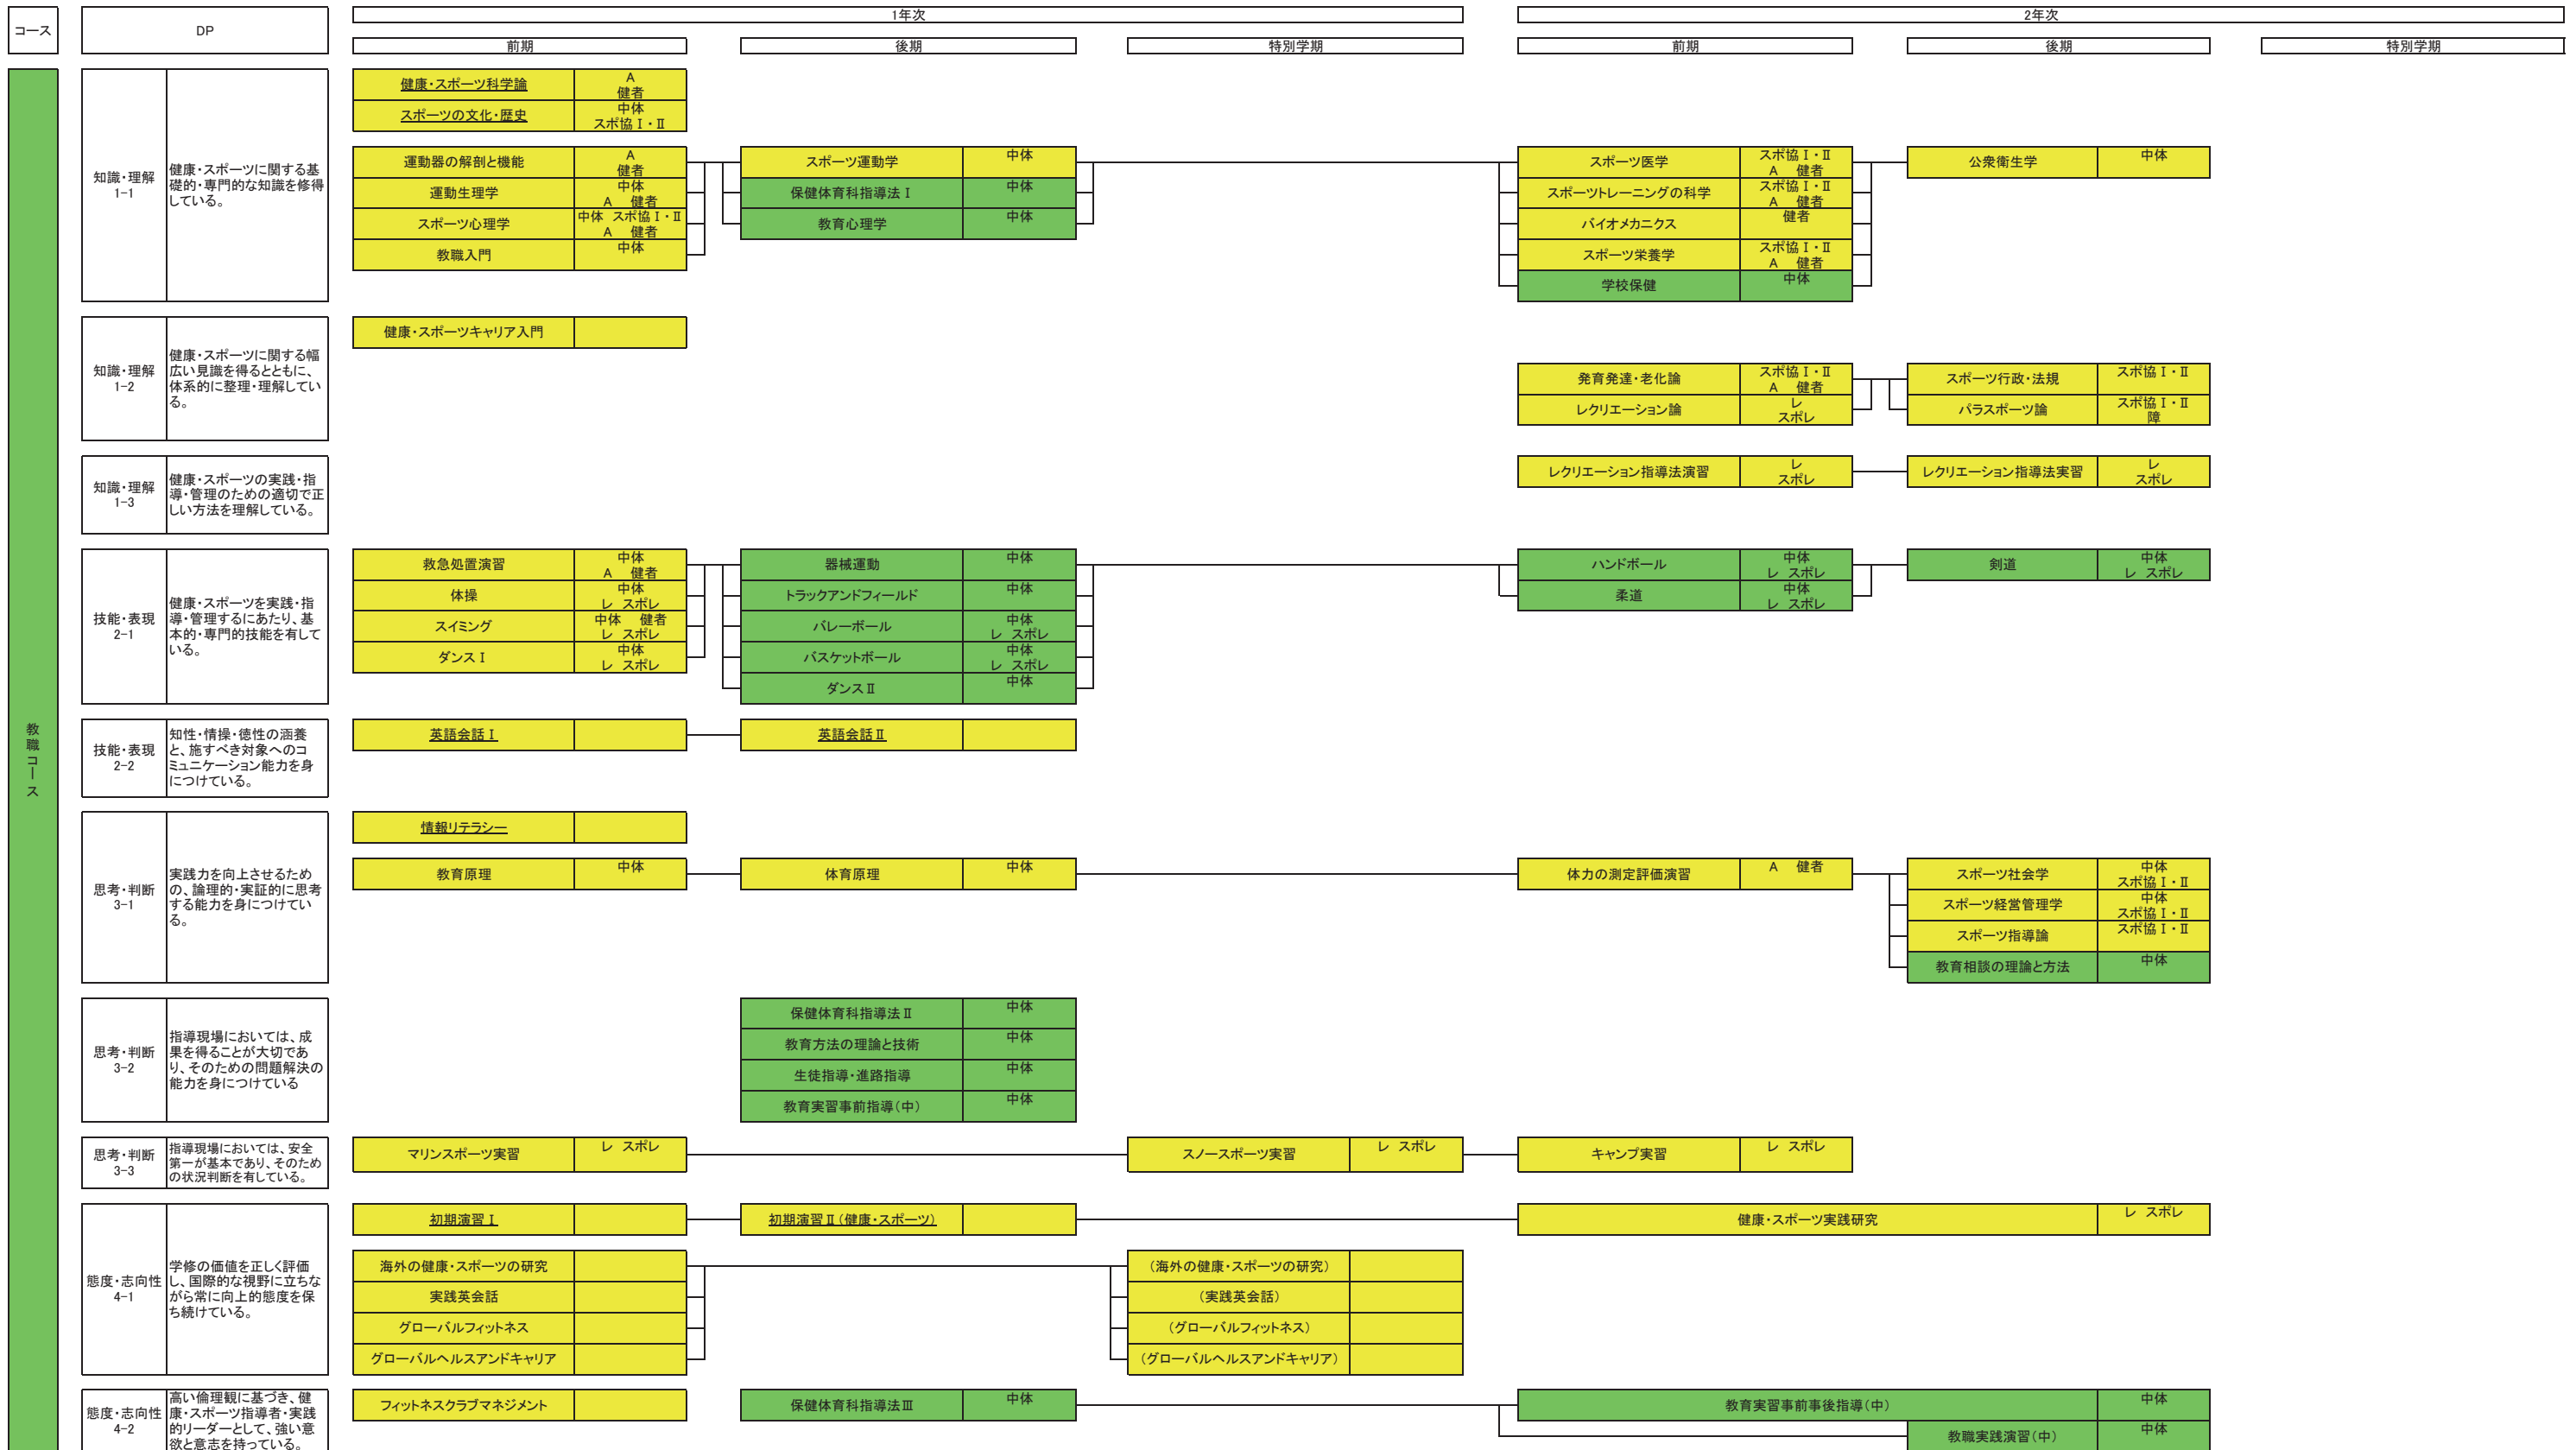 コース
DP
1年次
2年次
前期
後期
特別学期
前期
後期
特別学期
教職コース
知識・理解
1-1
健康・スポーツに関する基
礎的・専門的な知識を修得
している。
健康・スポーツ科学論
A
健者
スポーツの文化・歴史
中体
スポ協Ⅰ・Ⅱ
運動器の解剖と機能
A
健者
運動生理学
中体
A 健者
スポーツ心理学
中体 スポ協Ⅰ・Ⅱ
A 健者
教職入門
中体
スポーツ運動学
中体
保健体育科指導法Ⅰ
中体
教育心理学
中体
スポーツ医学
スポ協Ⅰ・Ⅱ
A 健者
スポーツトレーニングの科学
スポ協Ⅰ・Ⅱ
A 健者
バイオメカニクス
健者
スポーツ栄養学
スポ協Ⅰ・Ⅱ
A 健者
学校保健
中体
公衆衛生学
中体
知識・理解
1-2
健康・スポーツに関する幅
広い見識を得るとともに、
体系的に整理・理解してい
る。
健康・スポーツキャリア入門
発育発達・老化論
スポ協Ⅰ・Ⅱ
A 健者
レクリエーション論
レ
スポレ
スポーツ行政・法規
スポ協Ⅰ・Ⅱ
パラスポーツ論
スポ協Ⅰ・Ⅱ
障
知識・理解
1-3
健康・スポーツの実践・指
導・管理のための適切で正
しい方法を理解している。
レクリエーション指導法演習
レ
スポレ
レクリエーション指導法実習
レ
スポレ
技能・表現
2-1
健康・スポーツを実践・指
導・管理するにあたり、基
本的・専門的技能を有して
いる。
救急処置演習
中体
A 健者
体操
中体
レ スポレ
スイミング
中体 健者
レ スポレ
ダンスⅠ
中体
レ スポレ
器械運動
中体
トラックアンドフィールド
中体
バレーボール
中体
レ スポレ
バスケットボール
中体
レ スポレ
ダンスⅡ
中体
ハンドボール
中体
レ スポレ
柔道
中体
レ スポレ
剣道
中体
レ スポレ
技能・表現
2-2
知性・情操・徳性の涵養
と、施すべき対象へのコ
ミュニケーション能力を身
につけている。
英語会話Ⅰ
英語会話Ⅱ
思考・判断
3-1
実践力を向上させるため
の、論理的・実証的に思考
する能力を身につけてい
る。
情報リテラシー
教育原理
中体
体育原理
中体
体力の測定評価演習
A 健者
スポーツ社会学
中体
スポ協Ⅰ・Ⅱ
スポーツ経営管理学
中体
スポ協Ⅰ・Ⅱ
スポーツ指導論
スポ協Ⅰ・Ⅱ
教育相談の理論と方法
中体
思考・判断
3-2
指導現場においては、成
果を得ることが大切であ
り、そのための問題解決の
能力を身につけている
保健体育科指導法Ⅱ
中体
教育方法の理論と技術
中体
生徒指導・進路指導
中体
教育実習事前指導(中)
中体
思考・判断
3-3
指導現場においては、安全
第一が基本であり、そのため
の状況判断を有している。
マリンスポーツ実習
レ スポレ
スノースポーツ実習
レ スポレ
キャンプ実習
レ スポレ
態度・志向性
4-1
学修の価値を正しく評価
し、国際的な視野に立ちな
がら常に向上的態度を保
ち続けている。
初期演習Ⅰ
初期演習Ⅱ(健康・スポーツ)
健康・スポーツ実践研究
レ スポレ
海外の健康・スポーツの研究
実践英会話
グローバルフィットネス
グローバルヘルスアンドキャリア
(海外の健康・スポーツの研究)
(実践英会話)
(グローバルフィットネス)
(グローバルヘルスアンドキャリア)
態度・志向性
4-2
高い倫理観に基づき、健
康・スポーツ指導者・実践
的リーダーとして、強い意
欲と意志を持っている。
フィットネスクラブマネジメント
保健体育科指導法Ⅲ
中体
教育実習事前事後指導(中)
中体
教職実践演習(中)
中体